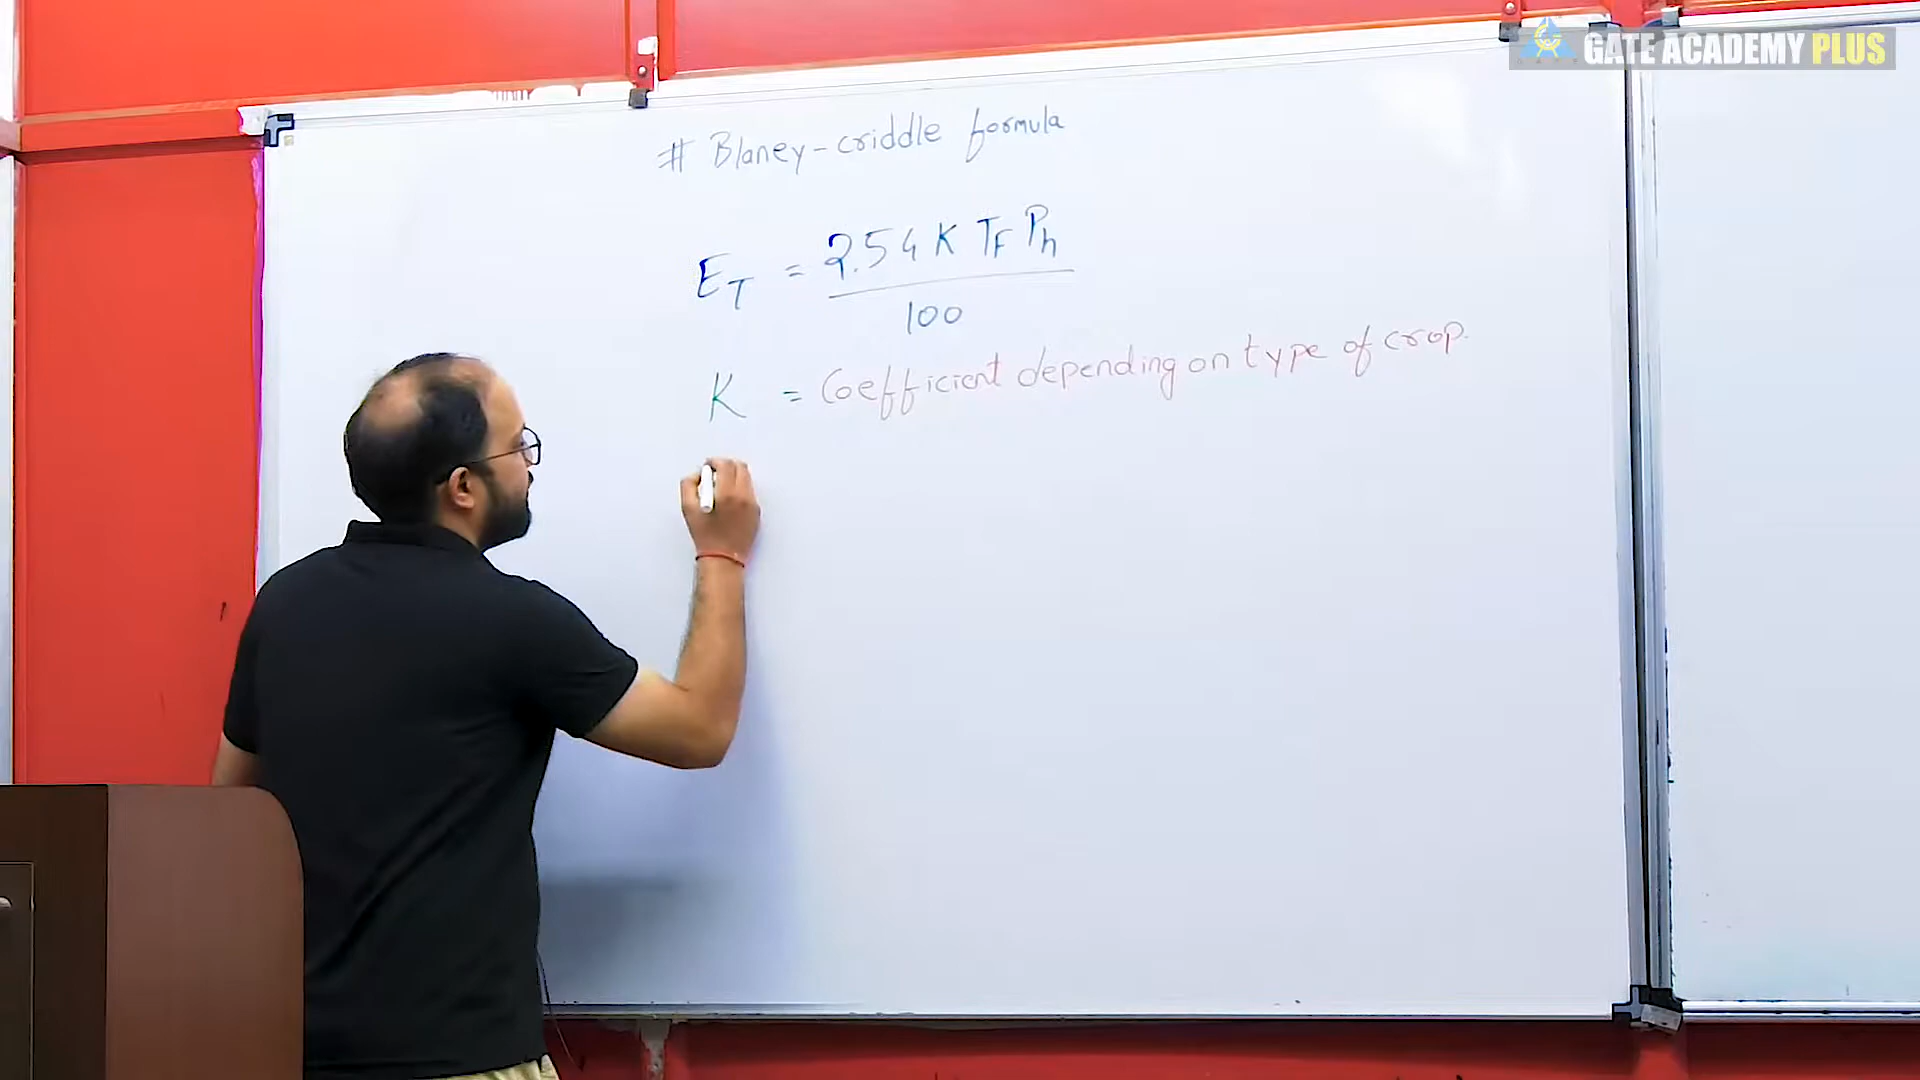 GATE ACADEMY PLUS
# Blaney-criddle formula
E_T = 2.54 K T_F P_h
100
K = Coefficient depending on type of crop.